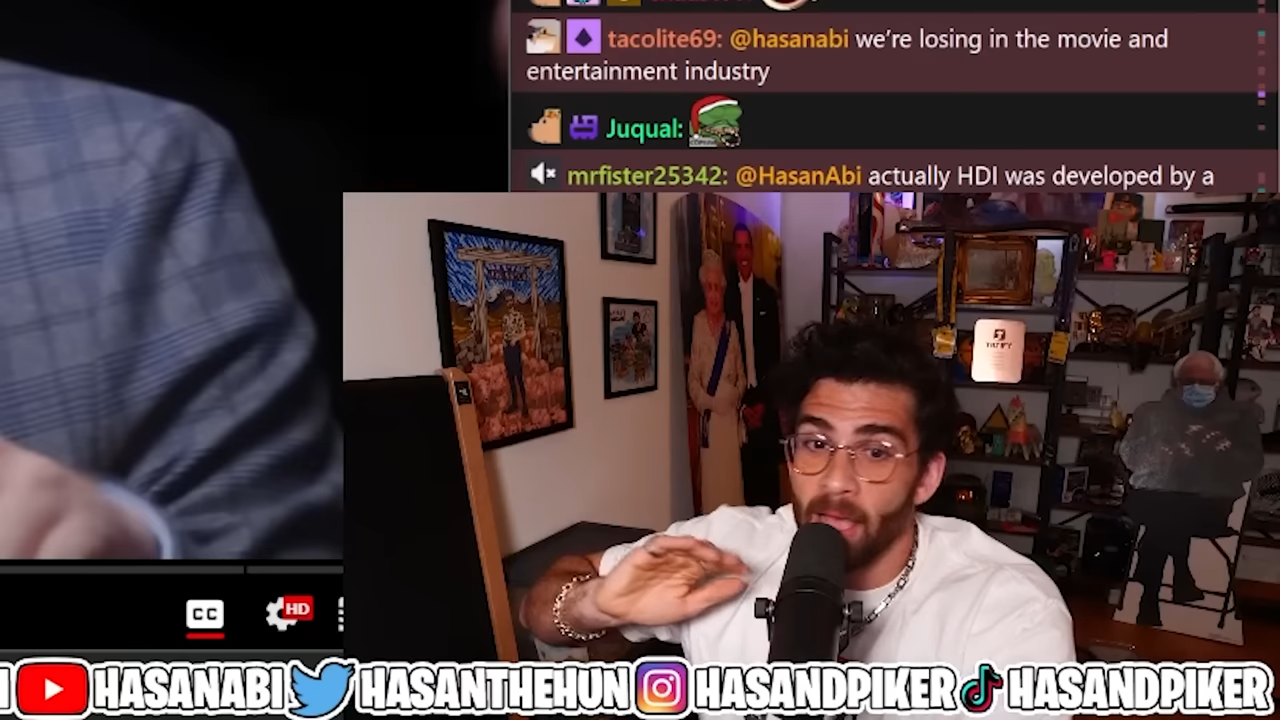 tacolite69: @hasanabi we're losing in the movie and
entertainment industry
Juqual:
mrfister25342: @HasanAbi actually HDI was developed by a
CC
HD
HASANABI HASANTHEHUN HASANDPIKER HASANDPIKER